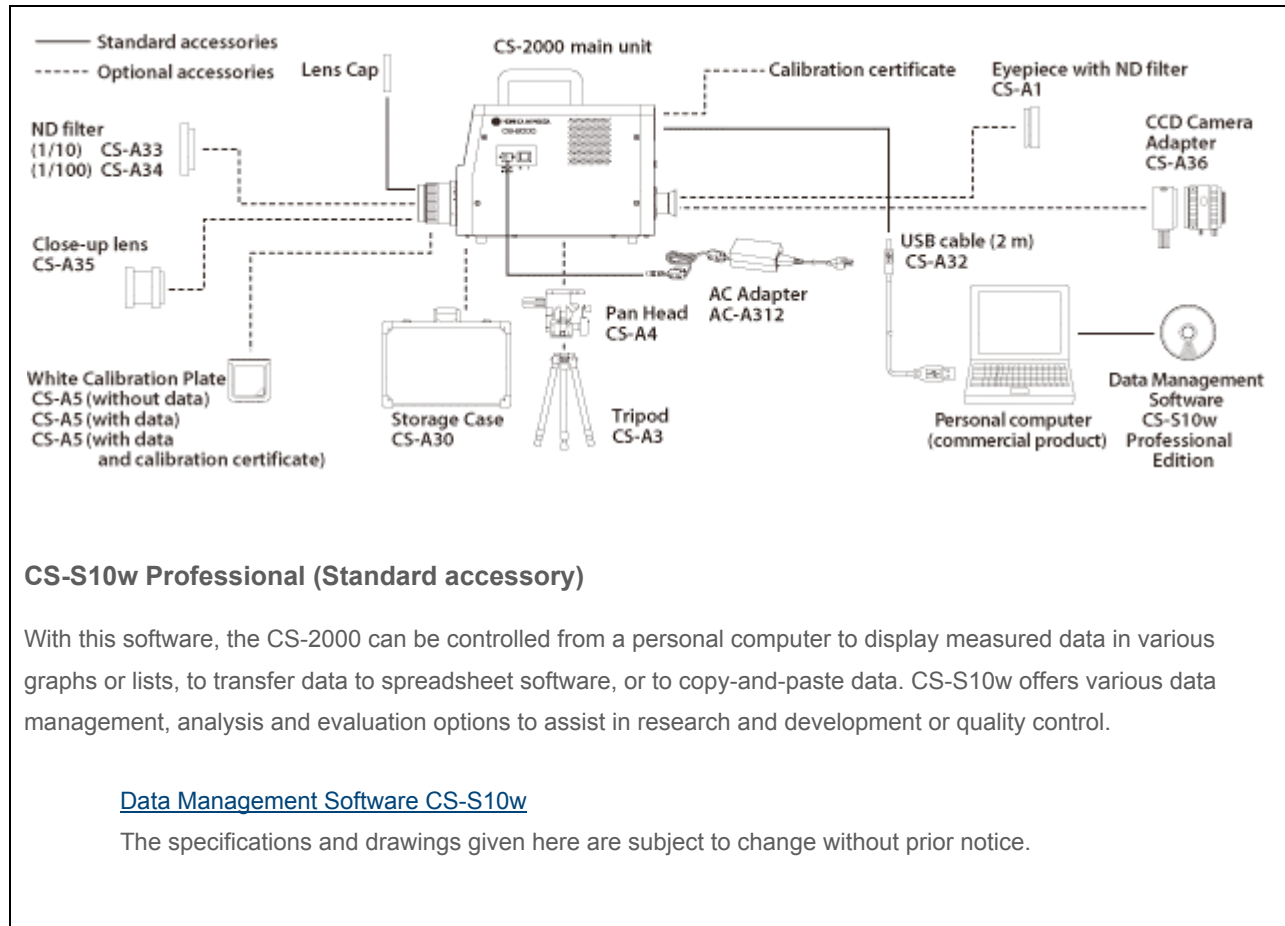 Standard accessories
Optional accessories
Lens Cap
CS-2000 main unit
Calibration certificate
Eyepiece with ND filter
CS-A1
ND filter
(1/10) CS-A33
(1/100) CS-A34
CCD Camera
Adapter
CS-A36
Close-up lens
CS-A35
USB cable (2 m)
CS-A32
AC Adapter
AC-A312
Pan Head
CS-A4
White Calibration Plate
CS-A5 (without data)
CS-A5 (with data)
CS-A5 (with data
and calibration certificate)
Storage Case
CS-A30
Tripod
CS-A3
Personal computer
(commercial product)
Data Management
Software
CS-S10w
Professional
Edition
CS-S10w Professional (Standard accessory)
With this software, the CS-2000 can be controlled from a personal computer to display measured data in various
graphs or lists, to transfer data to spreadsheet software, or to copy-and-paste data. CS-S10w offers various data
management, analysis and evaluation options to assist in research and development or quality control.
Data Management Software CS-S10w
The specifications and drawings given here are subject to change without prior notice.